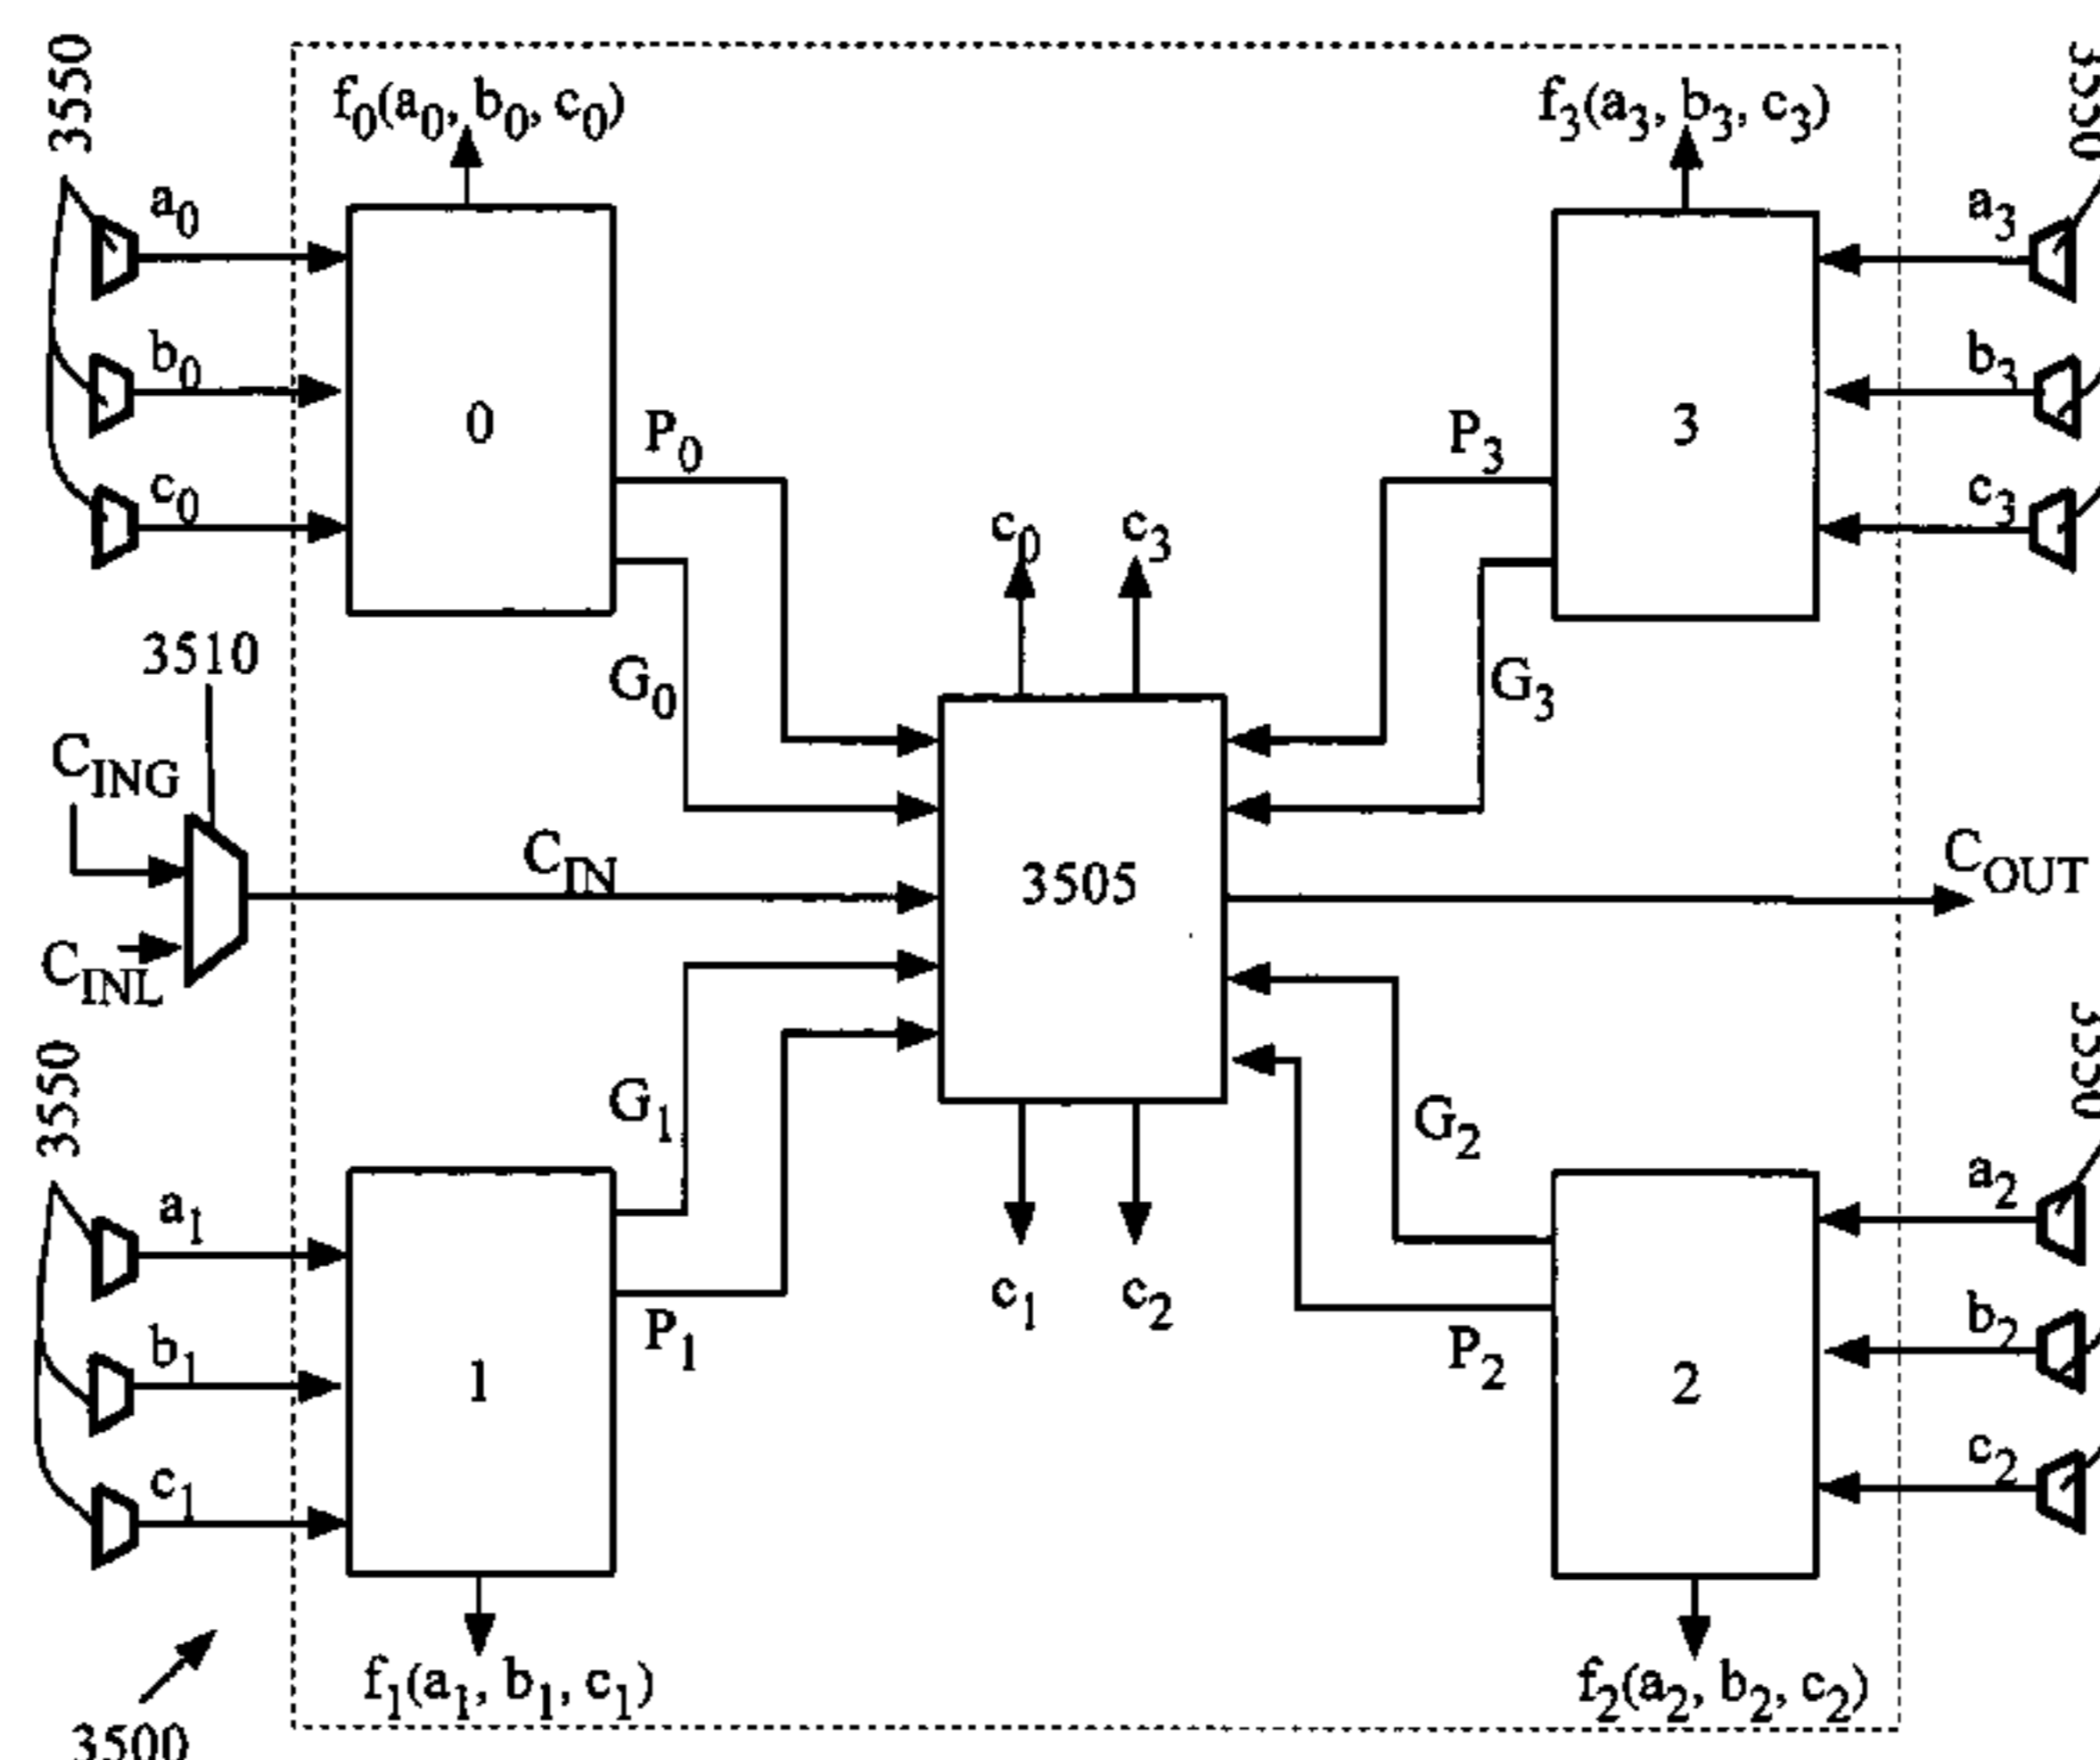 3550
3550
f0(a0, b0, c0)
f3(a3, b3, c3)
a0
a3
b0
b3
0
3
P0
P3
c0
c3
c0
c3
3510
G0
G3
CING
CIN
3505
COUT
CINL
3550
3550
G1
G2
a1
a2
c1
c2
b1
P1
P2
b2
1
2
c1
c2
f1(a1, b1, c1)
f2(a2, b2, c2)
3500